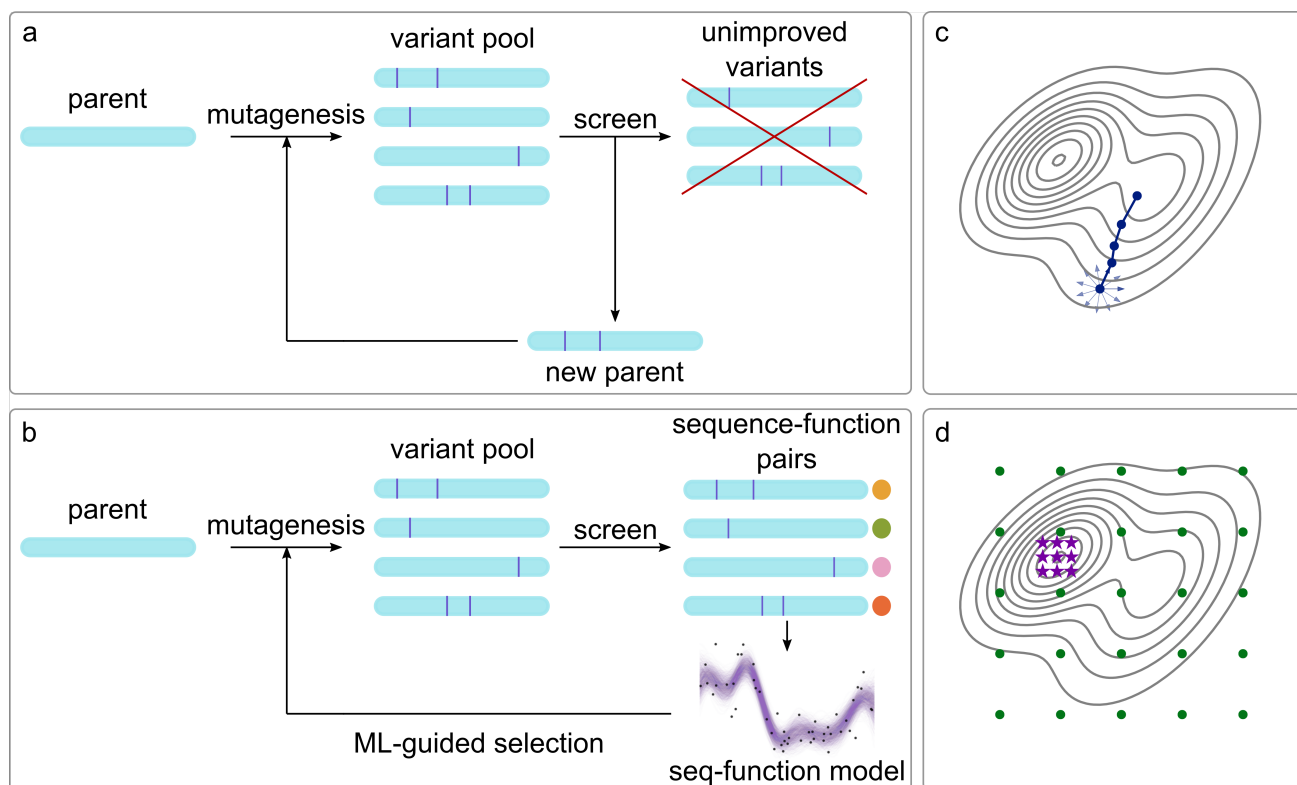 a
variant pool
unimproved
variants
parent
mutagenesis
screen
new parent
c
b
variant pool
sequence-function
pairs
parent
mutagenesis
screen
ML-guided selection
seq-function model
d